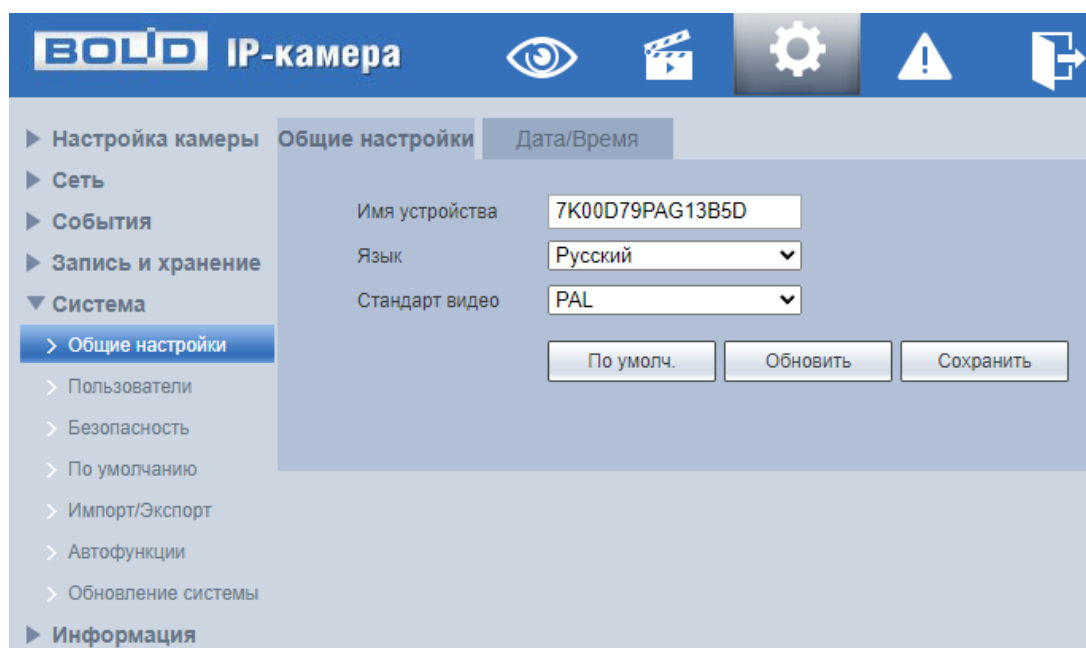 BOLID IP-камера
Настройка камеры
Сеть
События
Запись и хранение
Система
Общие настройки
Пользователи
Безопасность
По умолчанию
Импорт/Экспорт
Автофункции
Обновление системы
Информация
Общие настройки Дата/Время
Имя устройства 7K00D79PAG13B5D
Язык Русский
Стандарт видео PAL
По умолч. Обновить Сохранить